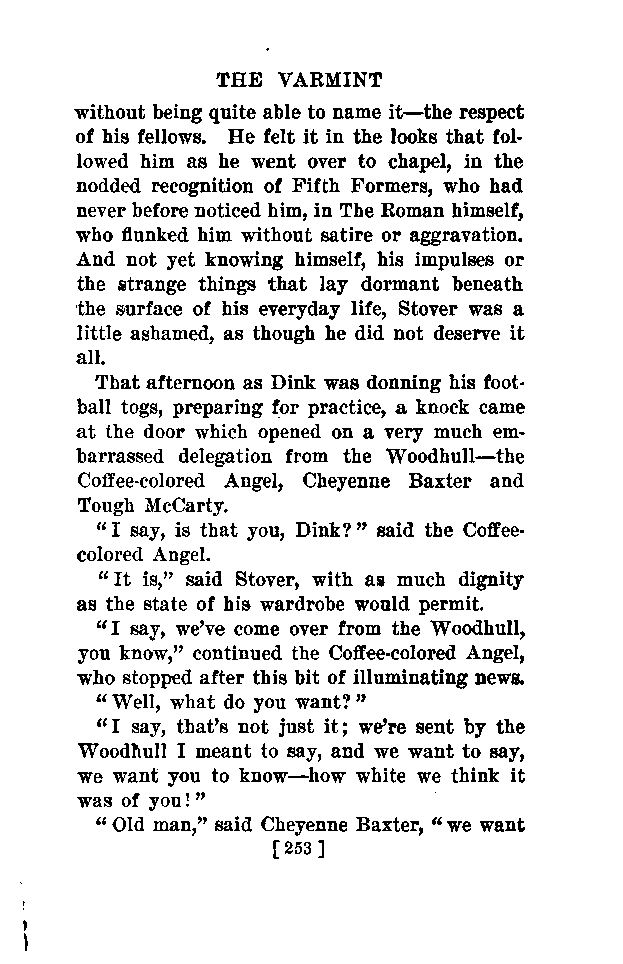 THE VARMINT
without being quite able to name it—the respect
of his fellows. He felt it in the looks that fol-
lowed him as he went over to chapel, in the
nodded recognition of Fifth Formers, who had
never before noticed him, in The Roman himself,
who flunked him without satire or aggravation.
And not yet knowing himself, his impulses or
the strange things that lay dormant beneath
the surface of his everyday life, Stover was a
little ashamed, as though he did not deserve it
all.
That afternoon as Dink was donning his foot-
ball togs, preparing for practice, a knock came
at the door which opened on a very much em-
barrassed delegation from the Woodhull—the
Coffee-colored Angel, Cheyenne Baxter and
Tough McCarty.
"I say, is that you, Dink?" said the Coffee-
colored Angel.
"It is," said Stover, with as much dignity
as the state of his wardrobe would permit.
"I say, we've come over from the Woodhull,
you know," continued the Coffee-colored Angel,
who stopped after this bit of illuminating news.
"Well, what do you want?"
"I say, that's not just it; we're sent by the
Woodhull I meant to say, and we want to say,
we want you to know—how white we think it
was of you!"
"Old man," said Cheyenne Baxter, "we want
[253]